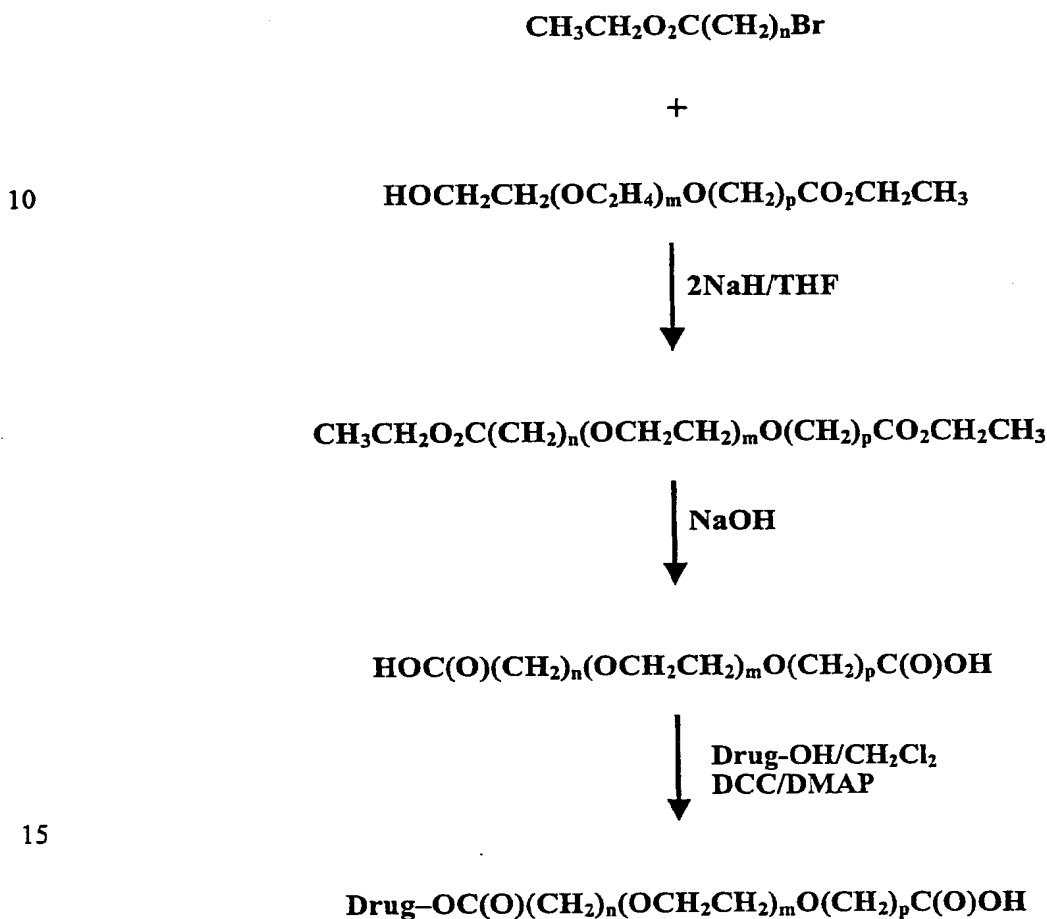 CH₃CH₂O₂C(CH₂)ₙBr
+
10
HOCH₂CH₂(OC₂H₄)ₘO(CH₂)ₚCO₂CH₂CH₃
2NaH/THF
CH₃CH₂O₂C(CH₂)ₙ(OCH₂CH₂)ₘO(CH₂)ₚCO₂CH₂CH₃
NaOH
HOC(O)(CH₂)ₙ(OCH₂CH₂)ₘO(CH₂)ₚC(O)OH
Drug-OH/CH₂Cl₂
DCC/DMAP
15
Drug–OC(O)(CH₂)ₙ(OCH₂CH₂)ₘO(CH₂)ₚC(O)OH